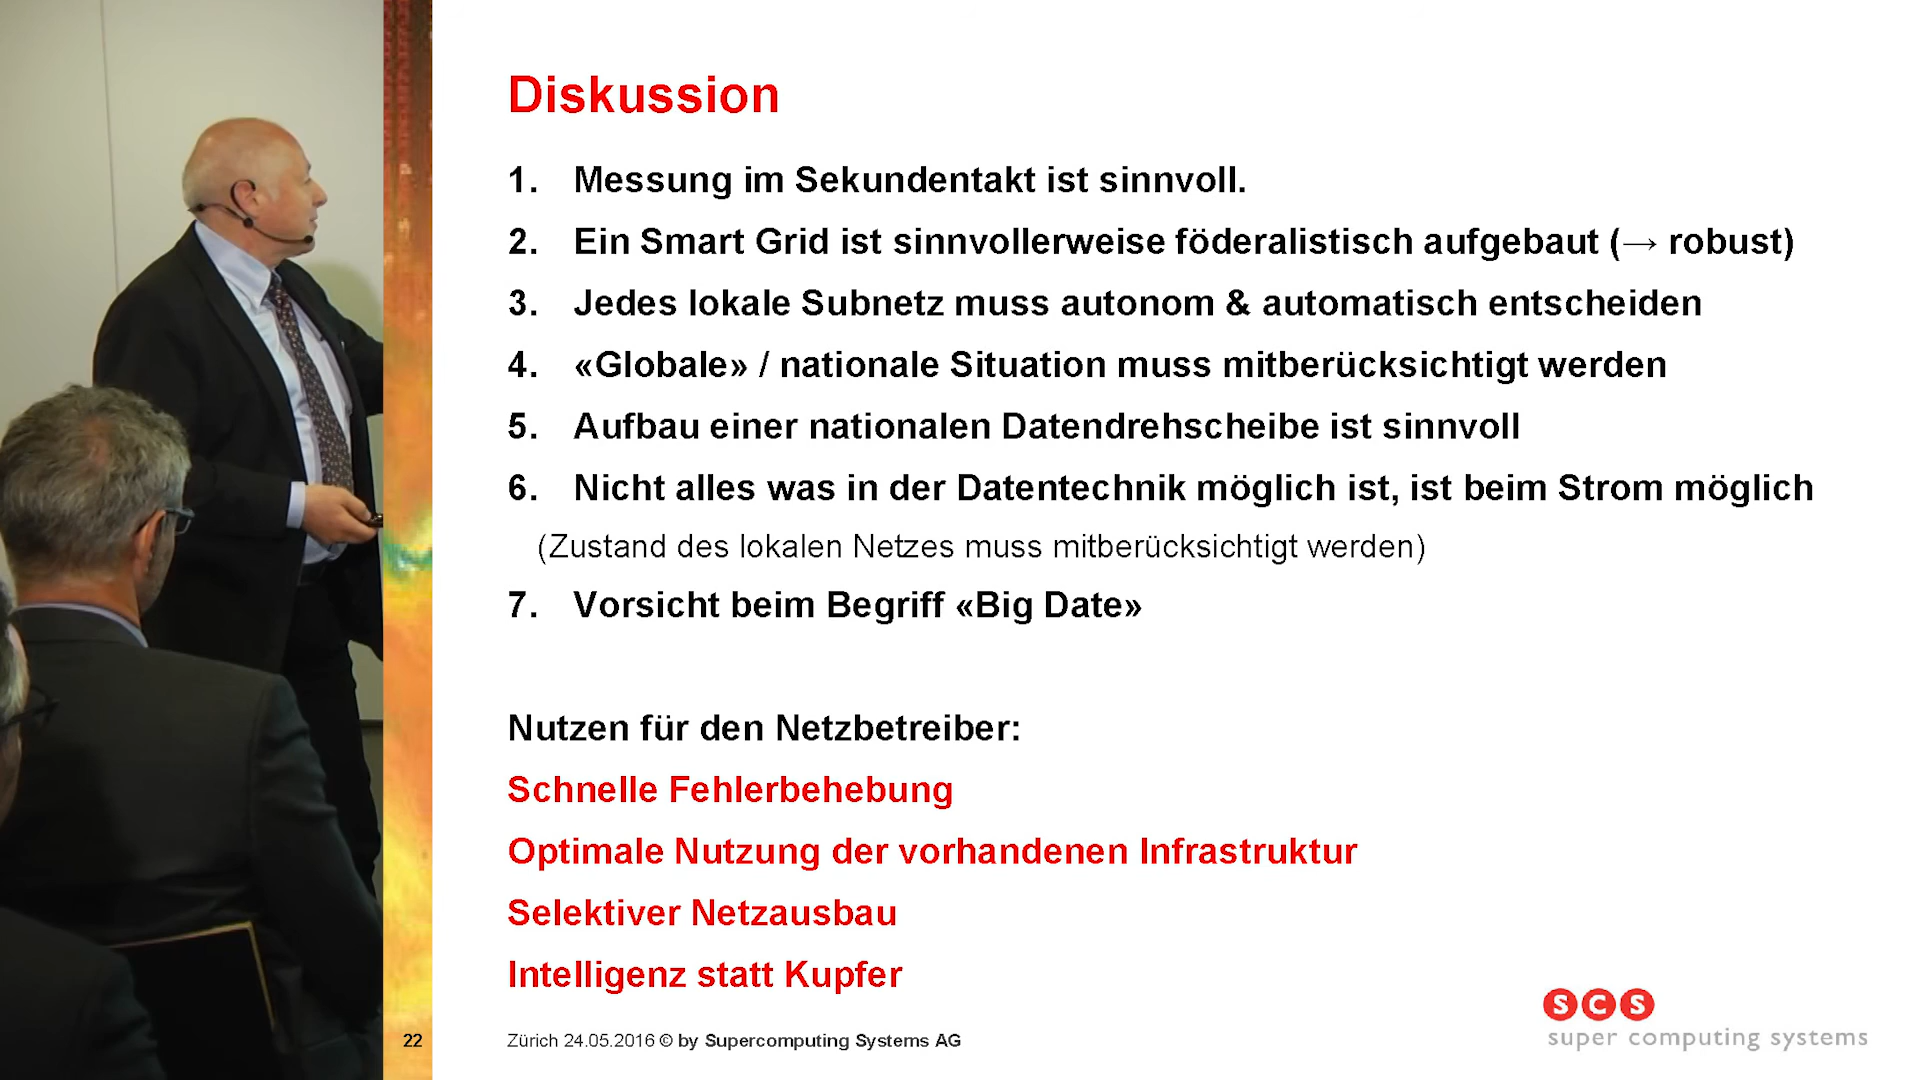 Diskussion
1. Messung im Sekundentakt ist sinnvoll.
2. Ein Smart Grid ist sinnvollerweise föderalistisch aufgebaut (→ robust)
3. Jedes lokale Subnetz muss autonom & automatisch entscheiden
4. «Globale» / nationale Situation muss mitberücksichtigt werden
5. Aufbau einer nationalen Datendrehscheibe ist sinnvoll
6. Nicht alles was in der Datentechnik möglich ist, ist beim Strom möglich
(Zustand des lokalen Netzes muss mitberücksichtigt werden)
7. Vorsicht beim Begriff «Big Date»
Nutzen für den Netzbetreiber:
Schnelle Fehlerbehebung
Optimale Nutzung der vorhandenen Infrastruktur
Selektiver Netzausbau
Intelligenz statt Kupfer
22 Zürich 24.05.2016 © by Supercomputing Systems AG
SCS
super computing systems